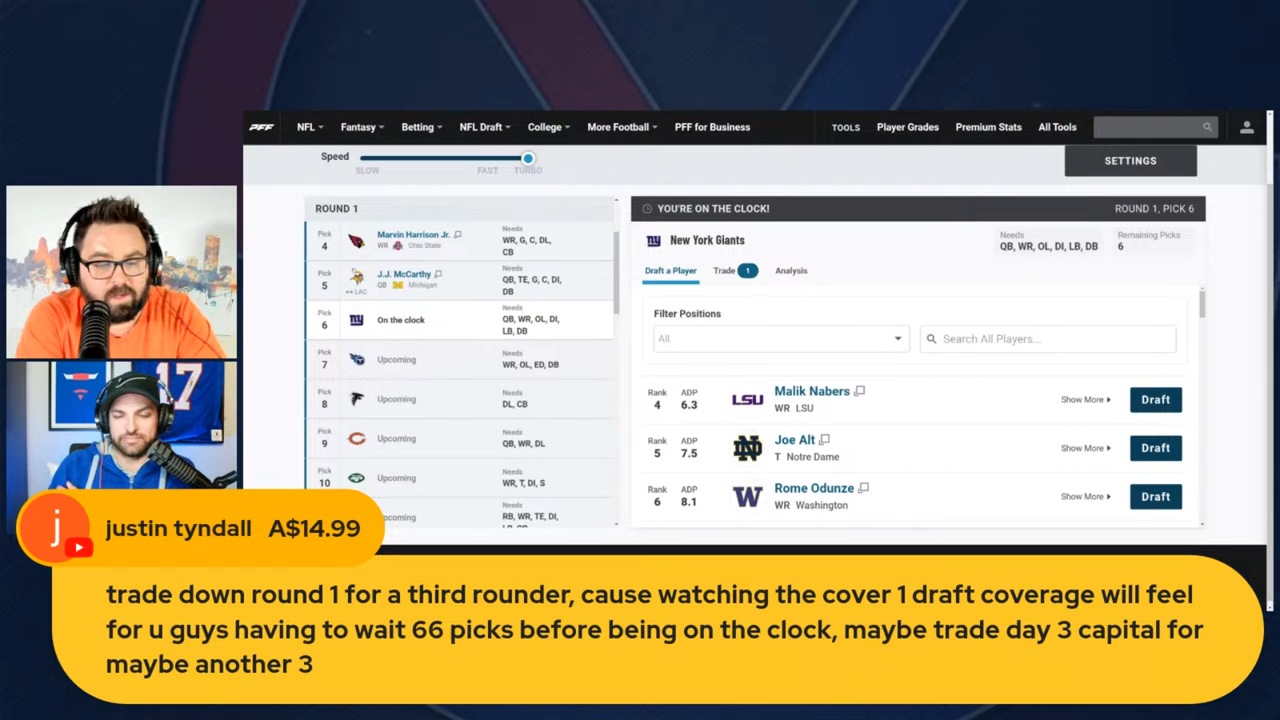 PFF
NFL
Fantasy
Betting
NFL Draft
College
More Football
PFF for Business
TOOLS
Player Grades
Premium Stats
All Tools
Speed
SLOW
FAST
TURBO
SETTINGS
ROUND 1
Pick
4
Marvin Harrison Jr.
WR
Ohio State
Needs
WR, G, C, DL,
CB
Pick
5
LAC
J.J. McCarthy
QB
Michigan
Needs
QB, TE, G, C, DI,
DB
Pick
6
On the clock
Needs
QB, WR, OL, DI,
LB, DB
Pick
7
Upcoming
Needs
WR, OL, ED, DB
Pick
8
Upcoming
Needs
DL, CB
Pick
9
Upcoming
Needs
QB, WR, DL
Pick
10
Upcoming
Needs
WR, T, DI, S
Needs
RB, WR, TE, DI,
YOU'RE ON THE CLOCK!
ROUND 1, PICK 6
New York Giants
Needs
QB, WR, OL, DI, LB, DB
Remaining Picks
6
Draft a Player
Trade 1
Analysis
Filter Positions
All
Search All Players...
Rank
4
ADP
6.3
LSU
Malik Nabers
WR LSU
Show More
Draft
Rank
5
ADP
7.5
Joe Alt
T Notre Dame
Show More
Draft
Rank
6
ADP
8.1
W
Rome Odunze
WR Washington
Show More
Draft
17
j
justin tyndall A$14.99
trade down round 1 for a third rounder, cause watching the cover 1 draft coverage will feel
for u guys having to wait 66 picks before being on the clock, maybe trade day 3 capital for
maybe another 3